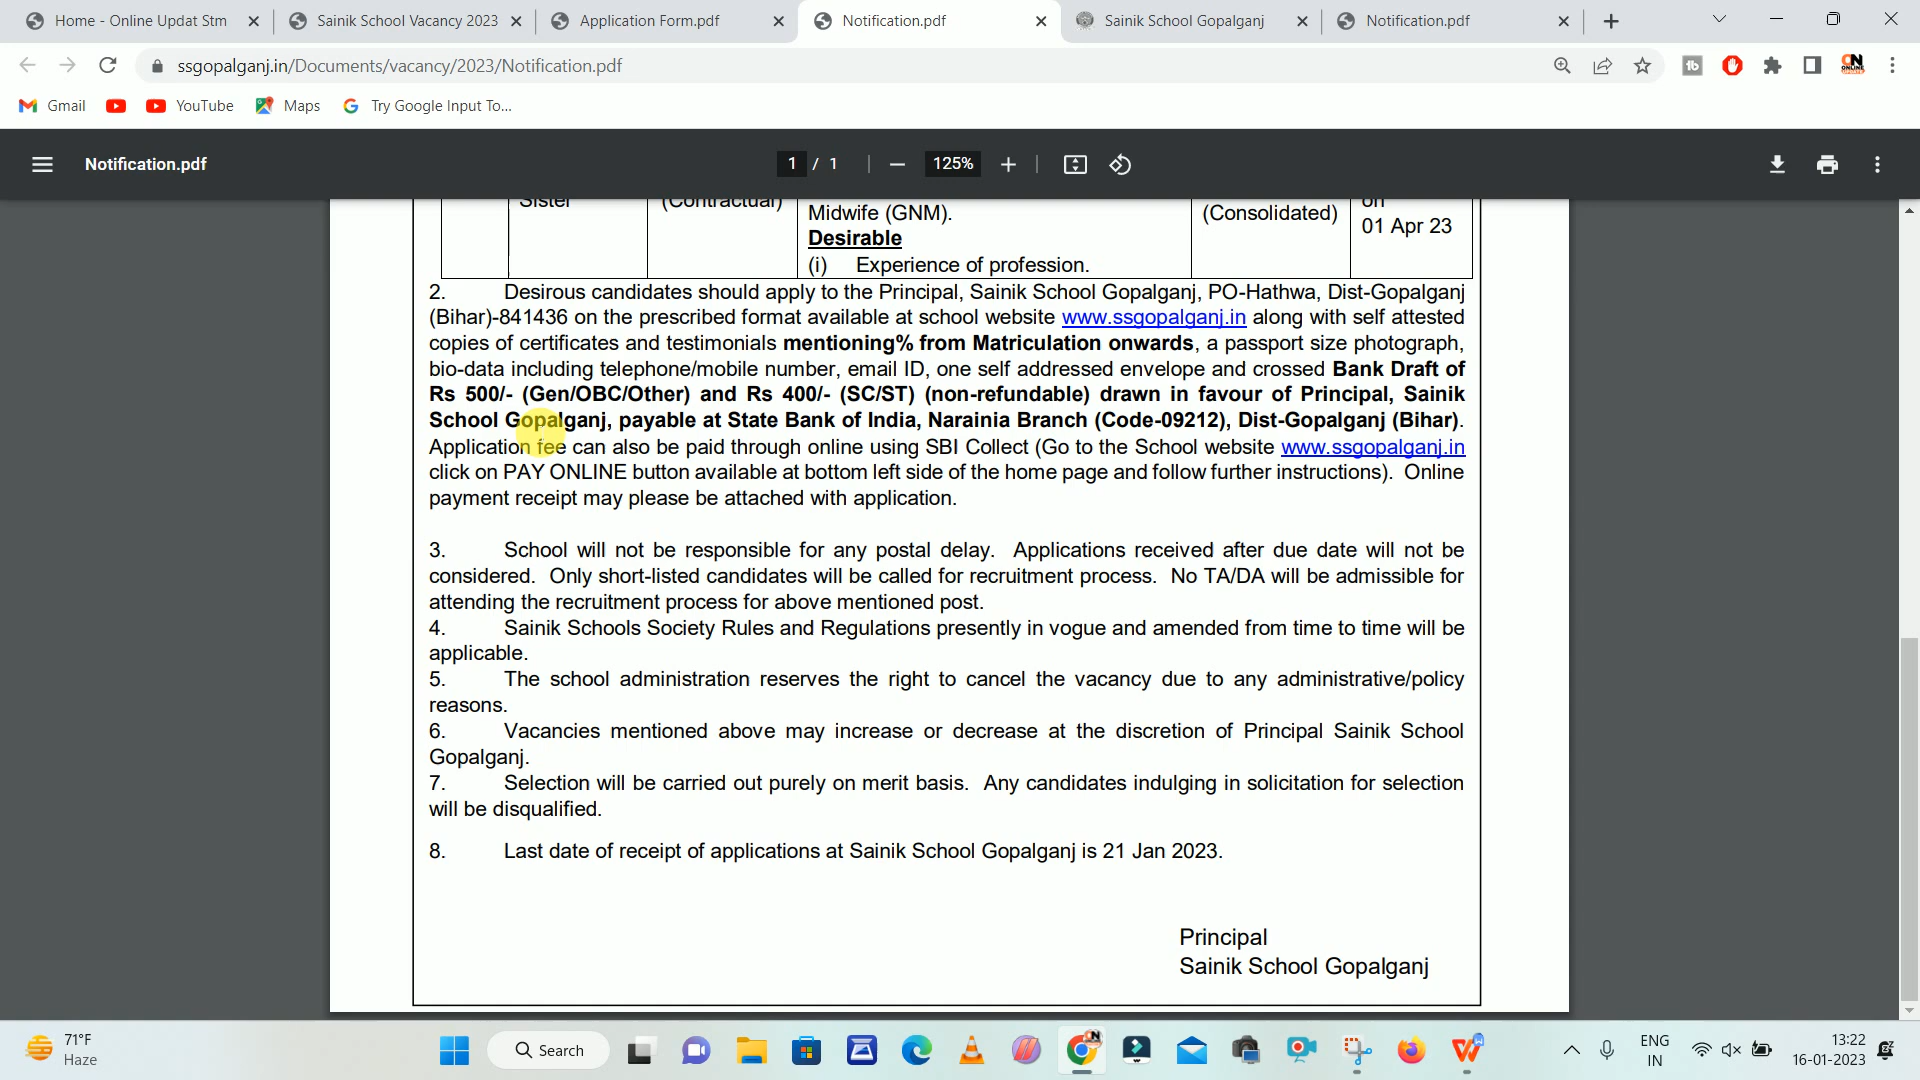 Home - Online Updat Stm
Sainik School Vacancy 2023
Application Form.pdf
Notification.pdf
Sainik School Gopalganj
Notification.pdf
ssgopalganj.in/Documents/vacancy/2023/Notification.pdf
Gmail
YouTube
Maps
Try Google Input To...
Notification.pdf
1 / 1
125%
Sister
(Contractual)
Midwife (GNM).
(Consolidated)
on
01 Apr 23
Desirable
(i) Experience of profession.
2. Desirous candidates should apply to the Principal, Sainik School Gopalganj, PO-Hathwa, Dist-Gopalganj
(Bihar)-841436 on the prescribed format available at school website www.ssgopalganj.in along with self attested
copies of certificates and testimonials mentioning% from Matriculation onwards, a passport size photograph,
bio-data including telephone/mobile number, email ID, one self addressed envelope and crossed Bank Draft of
Rs 500/- (Gen/OBC/Other) and Rs 400/- (SC/ST) (non-refundable) drawn in favour of Principal, Sainik
School Gopalganj, payable at State Bank of India, Narainia Branch (Code-09212), Dist-Gopalganj (Bihar).
Application fee can also be paid through online using SBI Collect (Go to the School website www.ssgopalganj.in
click on PAY ONLINE button available at bottom left side of the home page and follow further instructions). Online
payment receipt may please be attached with application.
3. School will not be responsible for any postal delay. Applications received after due date will not be
considered. Only short-listed candidates will be called for recruitment process. No TA/DA will be admissible for
attending the recruitment process for above mentioned post.
4. Sainik Schools Society Rules and Regulations presently in vogue and amended from time to time will be
applicable.
5. The school administration reserves the right to cancel the vacancy due to any administrative/policy
reasons.
6. Vacancies mentioned above may increase or decrease at the discretion of Principal Sainik School
Gopalganj.
7. Selection will be carried out purely on merit basis. Any candidates indulging in solicitation for selection
will be disqualified.
8. Last date of receipt of applications at Sainik School Gopalganj is 21 Jan 2023.
Principal
Sainik School Gopalganj
71°F
Haze
Search
ENG
IN
13:22
16-01-2023